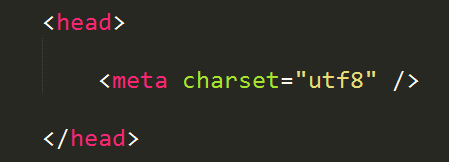 <head>
<meta charset="utf8" />
</head>